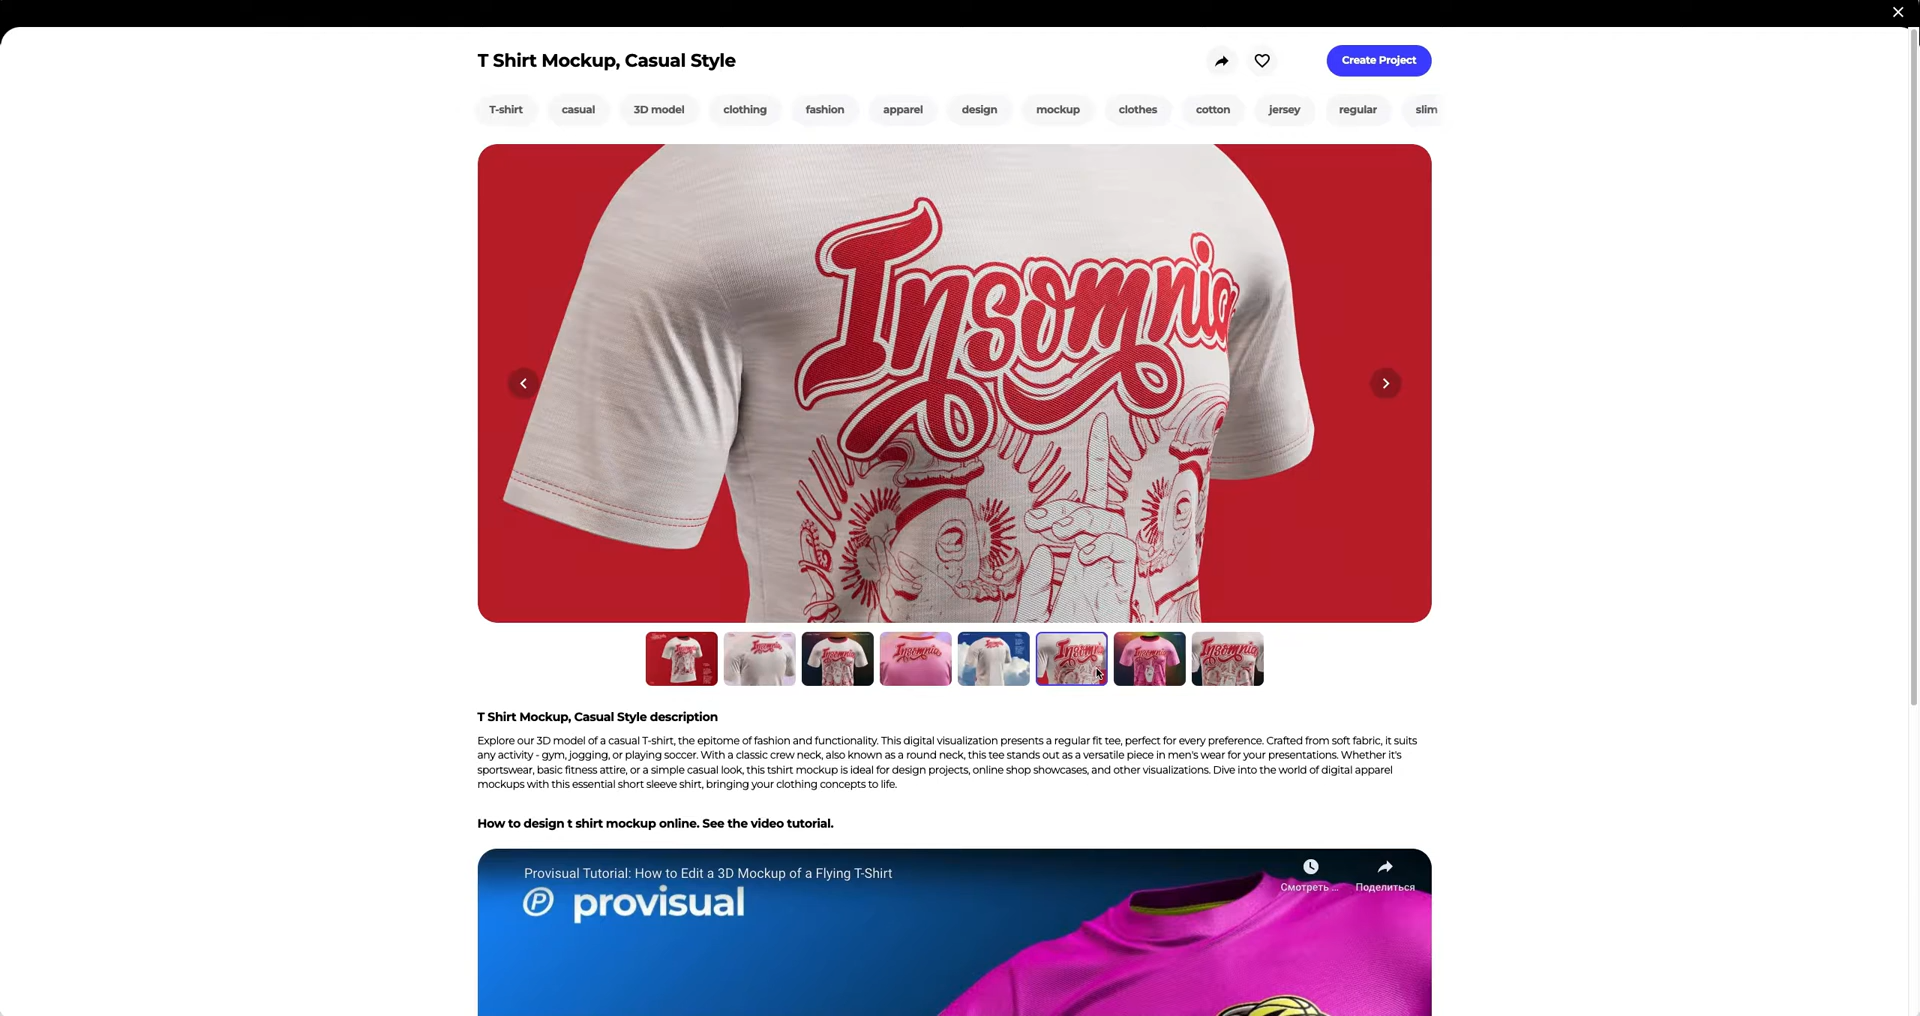 T Shirt Mockup, Casual Style
Create Project
T-shirt
casual
3D model
clothing
fashion
apparel
design
mockup
clothes
cotton
jersey
regular
slim
Insomnia
T Shirt Mockup, Casual Style description
Explore our 3D model of a casual T-shirt, the epitome of fashion and functionality. This digital visualization presents a regular fit tee, perfect for every preference. Crafted from soft fabric, it suits
any activity - gym, jogging, or playing soccer. With a classic crew neck, also known as a round neck, this tee stands out as a versatile piece in men's wear for your presentations. Whether it's
sportswear, basic fitness attire, or a simple casual look, this tshirt mockup is ideal for design projects, online shop showcases, and other visualizations. Dive into the world of digital apparel
mockups with this essential short sleeve shirt, bringing your clothing concepts to life.
How to design t shirt mockup online. See the video tutorial.
Provisual Tutorial: How to Edit a 3D Mockup of a Flying T-Shirt
Смотреть ...
Поделиться
provisual